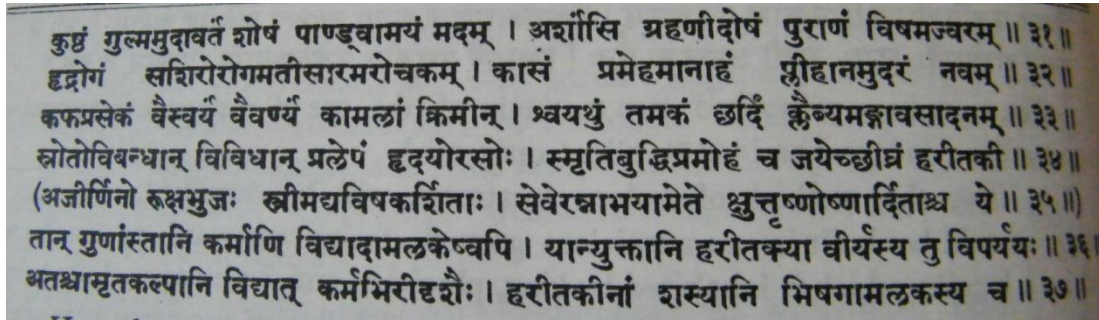 कुष्ठं गुल्ममुदावर्तं शोषं पाण्ड्वामयं मदम् । अर्शांसि ग्रहणीदोषं पुराणं विषमज्वरम् ॥ ३१ ॥
हृद्रोगं सशिरोरोगमतीसारमरोचकम् । कासं प्रमेहमानाहं प्लीहानमुदरं नवम् ॥ ३२ ॥
कफप्रसेकं वैस्वर्यं वैवर्ण्यं कामलां क्रिमीन् । श्वयथुं तमकं छर्दिं क्लैब्यमङ्गावसादनम् ॥ ३३ ॥
स्रोतोविबन्धान् विविधान् प्रलेपं हृदयोरसोः । स्मृतिबुद्धिप्रमोहं च जयेच्छीघ्रं हरीतकी ॥ ३४ ॥
(अजीर्णिनो रूक्षभुजः स्त्रीमद्यविषकर्शिताः । सेवेरन्नाभयामेते क्षुत्तृष्णोष्णार्दिताश्च ये ॥ ३५ ॥)
तान् गुणांस्तानि कर्माणि विद्यादामलकेष्वपि । यान्युक्तानि हरीतक्या वीर्यस्य तु विपर्ययः ॥ ३६ ॥
अतश्चामृतकल्पानि विद्यात् कर्मभिरीदृशैः । हरीतकीनां शस्यानि भिषगामलकस्य च ॥ ३७ ॥